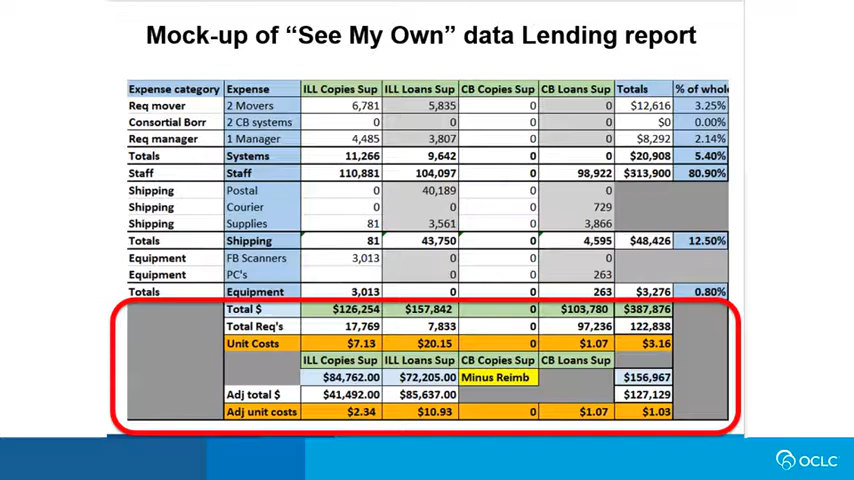 Mock-up of “See My Own” data Lending report
Expense category Expense ILL Copies Sup ILL Loans Sup CB Copies Sup CB Loans Sup Totals % of whol
Req mover 2 Movers 6,781 5,835 0 0 $12,616 3.25%
Consortial Borr 2 CB systems 0 0 0 0 $0 0.00%
Req manager 1 Manager 4,485 3,807 0 0 $8,292 2.14%
Totals Systems 11,266 9,642 0 0 $20,908 5.40%
Staff Staff 110,881 104,097 0 98,922 $313,900 80.90%
Shipping Postal 0 40,189 0
Shipping Courier 0 0 729
Shipping Supplies 81 3,561 3,866
Totals Shipping 81 43,750 0 4,595 $48,426 12.50%
Equipment FB Scanners 3,013 0 0
Equipment PC's 0 0 263
Totals Equipment 3,013 0 0 263 $3,276 0.80%
Total $ $126,254 $157,842 0 $103,780 $387,876
Total Req's 17,769 7,833 0 97,236 122,838
Unit Costs $7.13 $20.15 0 $1.07 $3.16
ILL Copies Sup ILL Loans Sup CB Copies Sup CB Loans Sup
$84,762.00 $72,205.00 Minus Reimb $156,967
Adj total $ $41,492.00 $85,637.00 $127,129
Adj unit costs $2.34 $10.93 0 $1.07 $1.03
OCLC